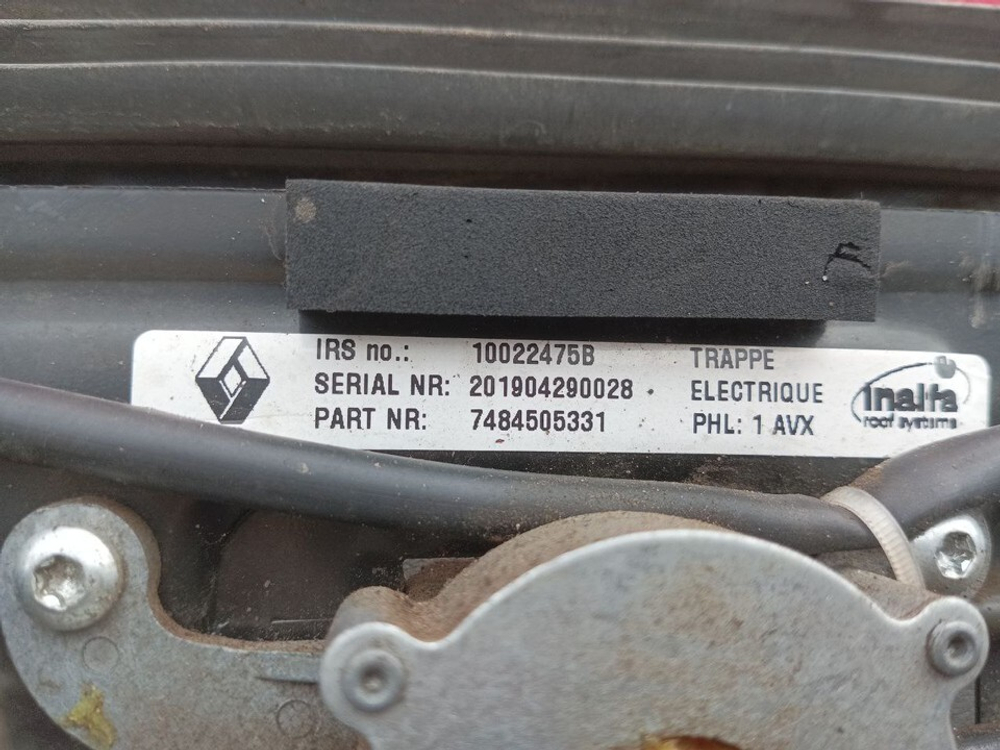 IRS no.: 10022475B TRAPPE
SERIAL NR: 201904290028 ELECTRIQUE
PART NR: 7484505331 PHL: 1 AVX
Inalfa
roof systems